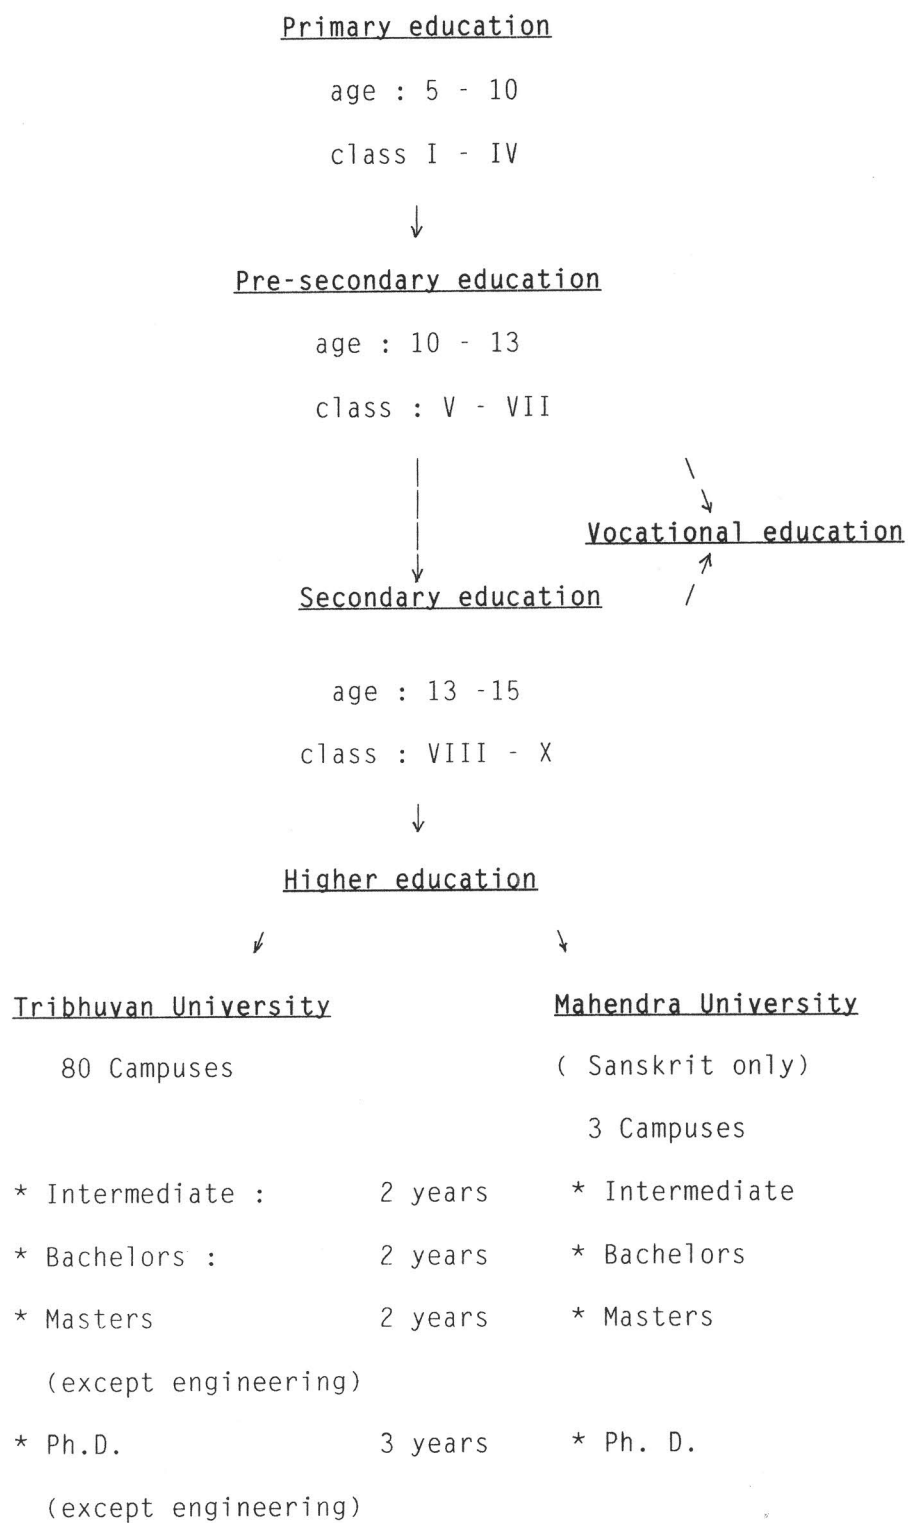 Primary education
age : 5 - 10
class I - IV
Pre-secondary education
age : 10 - 13
class : V - VII
Vocational education
Secondary education
age : 13 -15
class : VIII - X
Higher education
Tribhuvan University Mahendra University
80 Campuses ( Sanskrit only)
3 Campuses
* Intermediate : 2 years * Intermediate
* Bachelors : 2 years * Bachelors
* Masters 2 years * Masters
(except engineering)
* Ph.D. 3 years * Ph. D.
(except engineering)